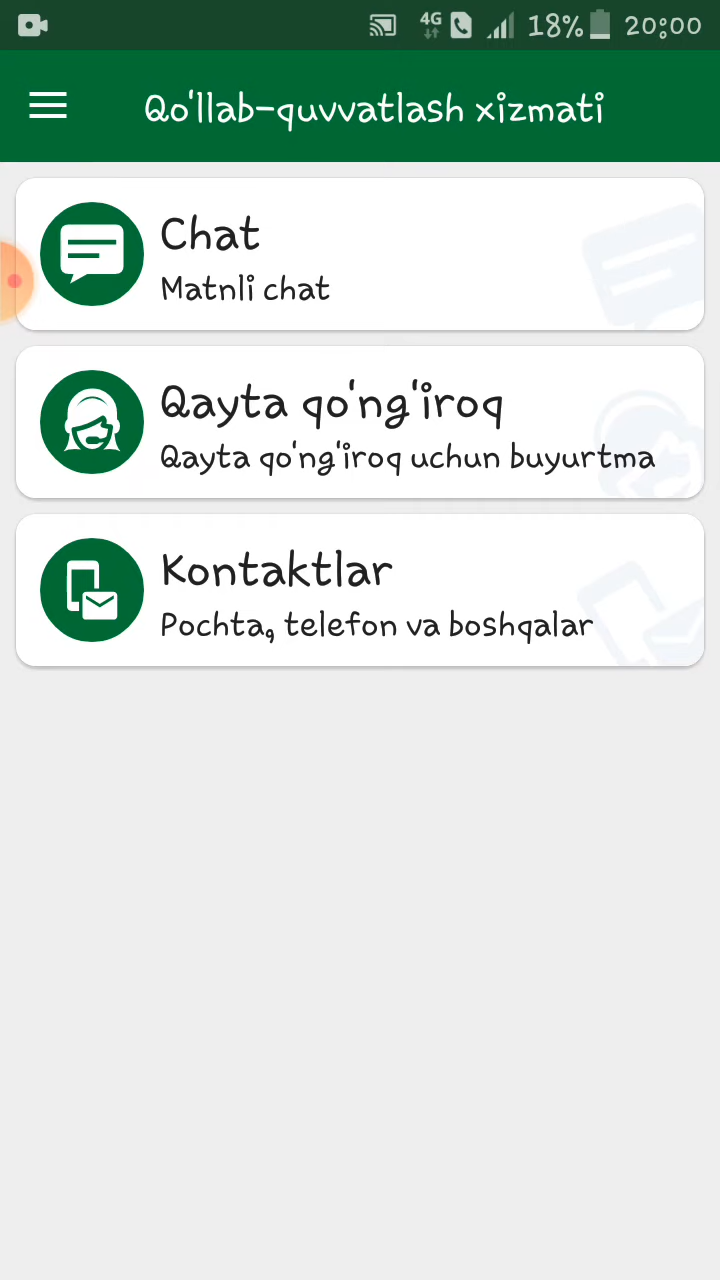 4G 18% 20:00
Qo'llab-quvvatlash xizmati
Chat
Matnli chat
Qayta qo'ng'iroq
Qayta qo'ng'iroq uchun buyurtma
Kontaktlar
Pochta, telefon va boshqalar